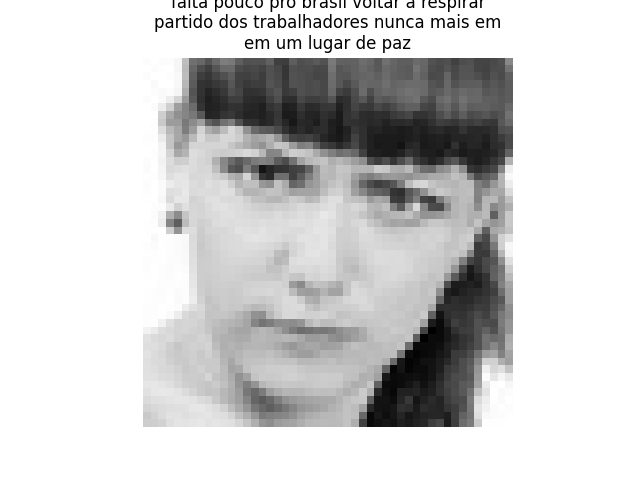 falta pouco pro brasil voltar a respirar
partido dos trabalhadores nunca mais em
em um lugar de paz